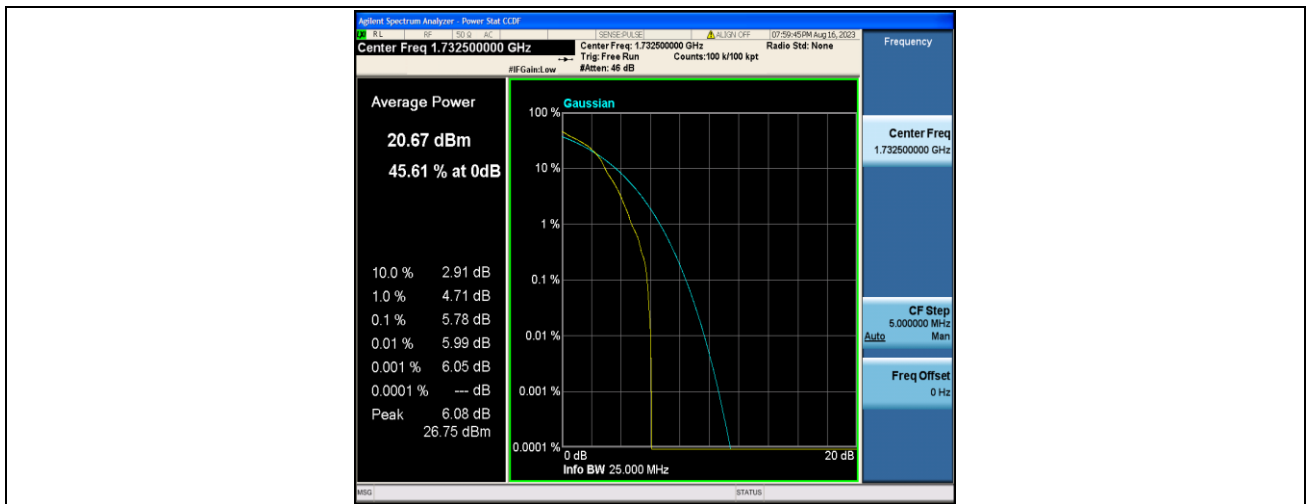 Agilent Spectrum Analyzer - Power Stat CCDF
RL RF 50 Ω AC SENSE:PULSE ALIGN OFF 07:59:45 PM Aug 16, 2023
Center Freq 1.732500000 GHz Center Freq: 1.732500000 GHz Radio Std: None
Trig: Free Run Counts:100 k/100 kpt
#IFGain:Low #Atten: 46 dB
Frequency
Average Power
20.67 dBm
45.61 % at 0dB
10.0 % 2.91 dB
1.0 % 4.71 dB
0.1 % 5.78 dB
0.01 % 5.99 dB
0.001 % 6.05 dB
0.0001 % --- dB
Peak 6.08 dB
26.75 dBm
Gaussian
100 %
10 %
1 %
0.1 %
0.01 %
0.001 %
0.0001 %
0 dB 20 dB
Info BW 25.000 MHz
Center Freq
1.732500000 GHz
CF Step
5.000000 MHz
Auto Man
Freq Offset
0 Hz
MSG STATUS